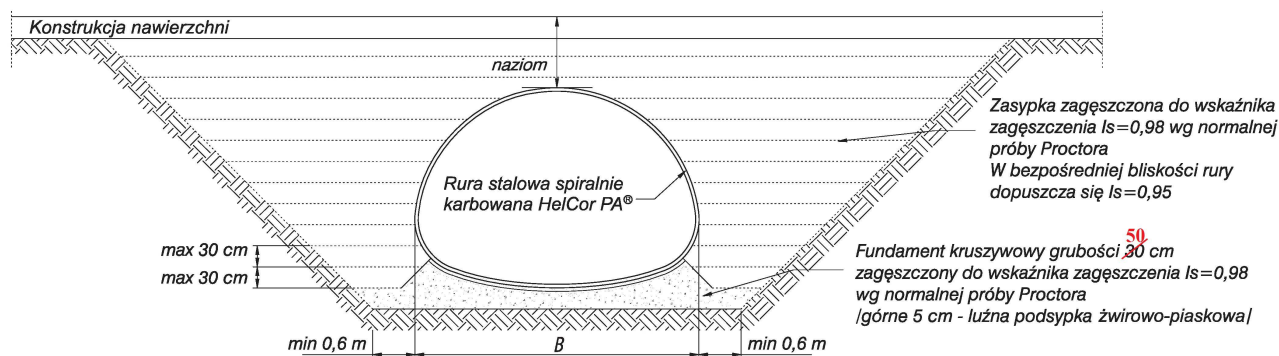 Konstrukcja nawierzchni
naziom
Zasypka zagęszczona do wskaźnika
zagęszczenia Is=0,98 wg normalnej
próby Proctora
W bezpośredniej bliskości rury
dopuszcza się Is=0,95
Rura stalowa spiralnie
karbowana HelCor PA®
max 30 cm
max 30 cm
50
Fundament kruszywowy grubości 30 cm
zagęszczony do wskaźnika zagęszczenia Is=0,98
wg normalnej próby Proctora
/górne 5 cm - luźna podsypka żwirowo-piaskowa/
min 0,6 m
B
min 0,6 m